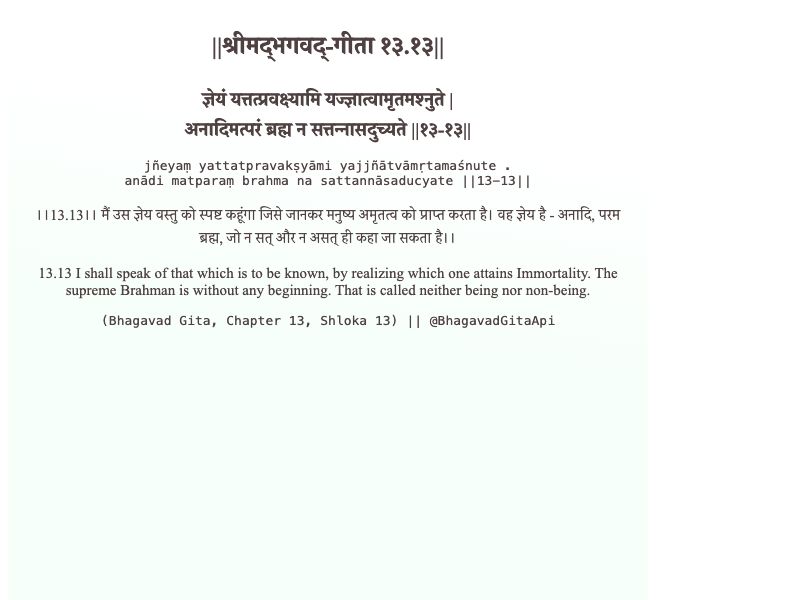 ||श्रीमद्‍भगवद्‍-गीता १३.१३||
ज्ञेयं यत्तत्प्रवक्ष्यामि यज्ज्ञात्वामृतमश्नुते |
अनादिमत्परं ब्रह्म न सत्तन्नासदुच्यते ||१३-१३||
jñeyaṃ yattatpravakṣyāmi yajjñātvāmṛtamaśnute .
anādi matparaṃ brahma na sattannāsaducyate ||13-13||
।।13.13।। मैं उस ज्ञेय वस्तु को स्पष्ट कहूंगा जिसे जानकर मनुष्य अमृतत्व को प्राप्त करता है। वह ज्ञेय है - अनादि, परम
ब्रह्म, जो न सत् और न असत् ही कहा जा सकता है।।
13.13 I shall speak of that which is to be known, by realizing which one attains Immortality. The
supreme Brahman is without any beginning. That is called neither being nor non-being.
(Bhagavad Gita, Chapter 13, Shloka 13) || @BhagavadGitaApi